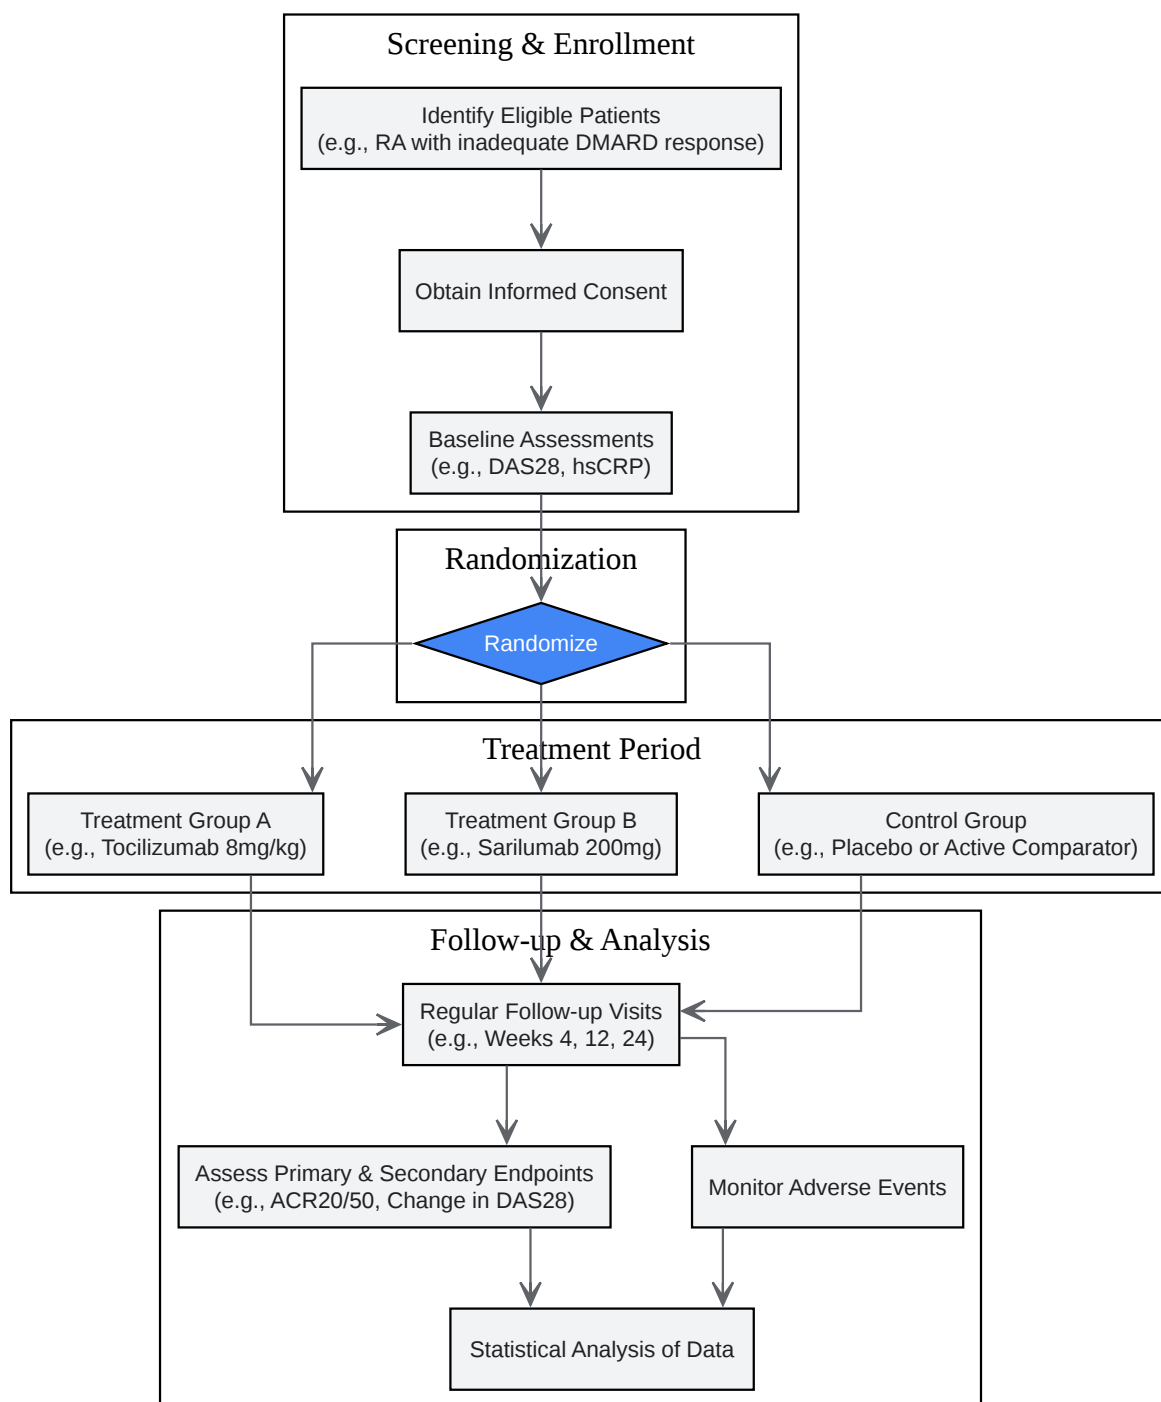 Screening & Enrollment
Identify Eligible Patients
(e.g., RA with inadequate DMARD response)
Obtain Informed Consent
Baseline Assessments
(e.g., DAS28, hsCRP)
Randomization
Randomize
Treatment Period
Treatment Group A
(e.g., Tocilizumab 8mg/kg)
Treatment Group B
(e.g., Sarilumab 200mg)
Control Group
(e.g., Placebo or Active Comparator)
Follow-up & Analysis
Regular Follow-up Visits
(e.g., Weeks 4, 12, 24)
Assess Primary & Secondary Endpoints
(e.g., ACR20/50, Change in DAS28)
Monitor Adverse Events
Statistical Analysis of Data